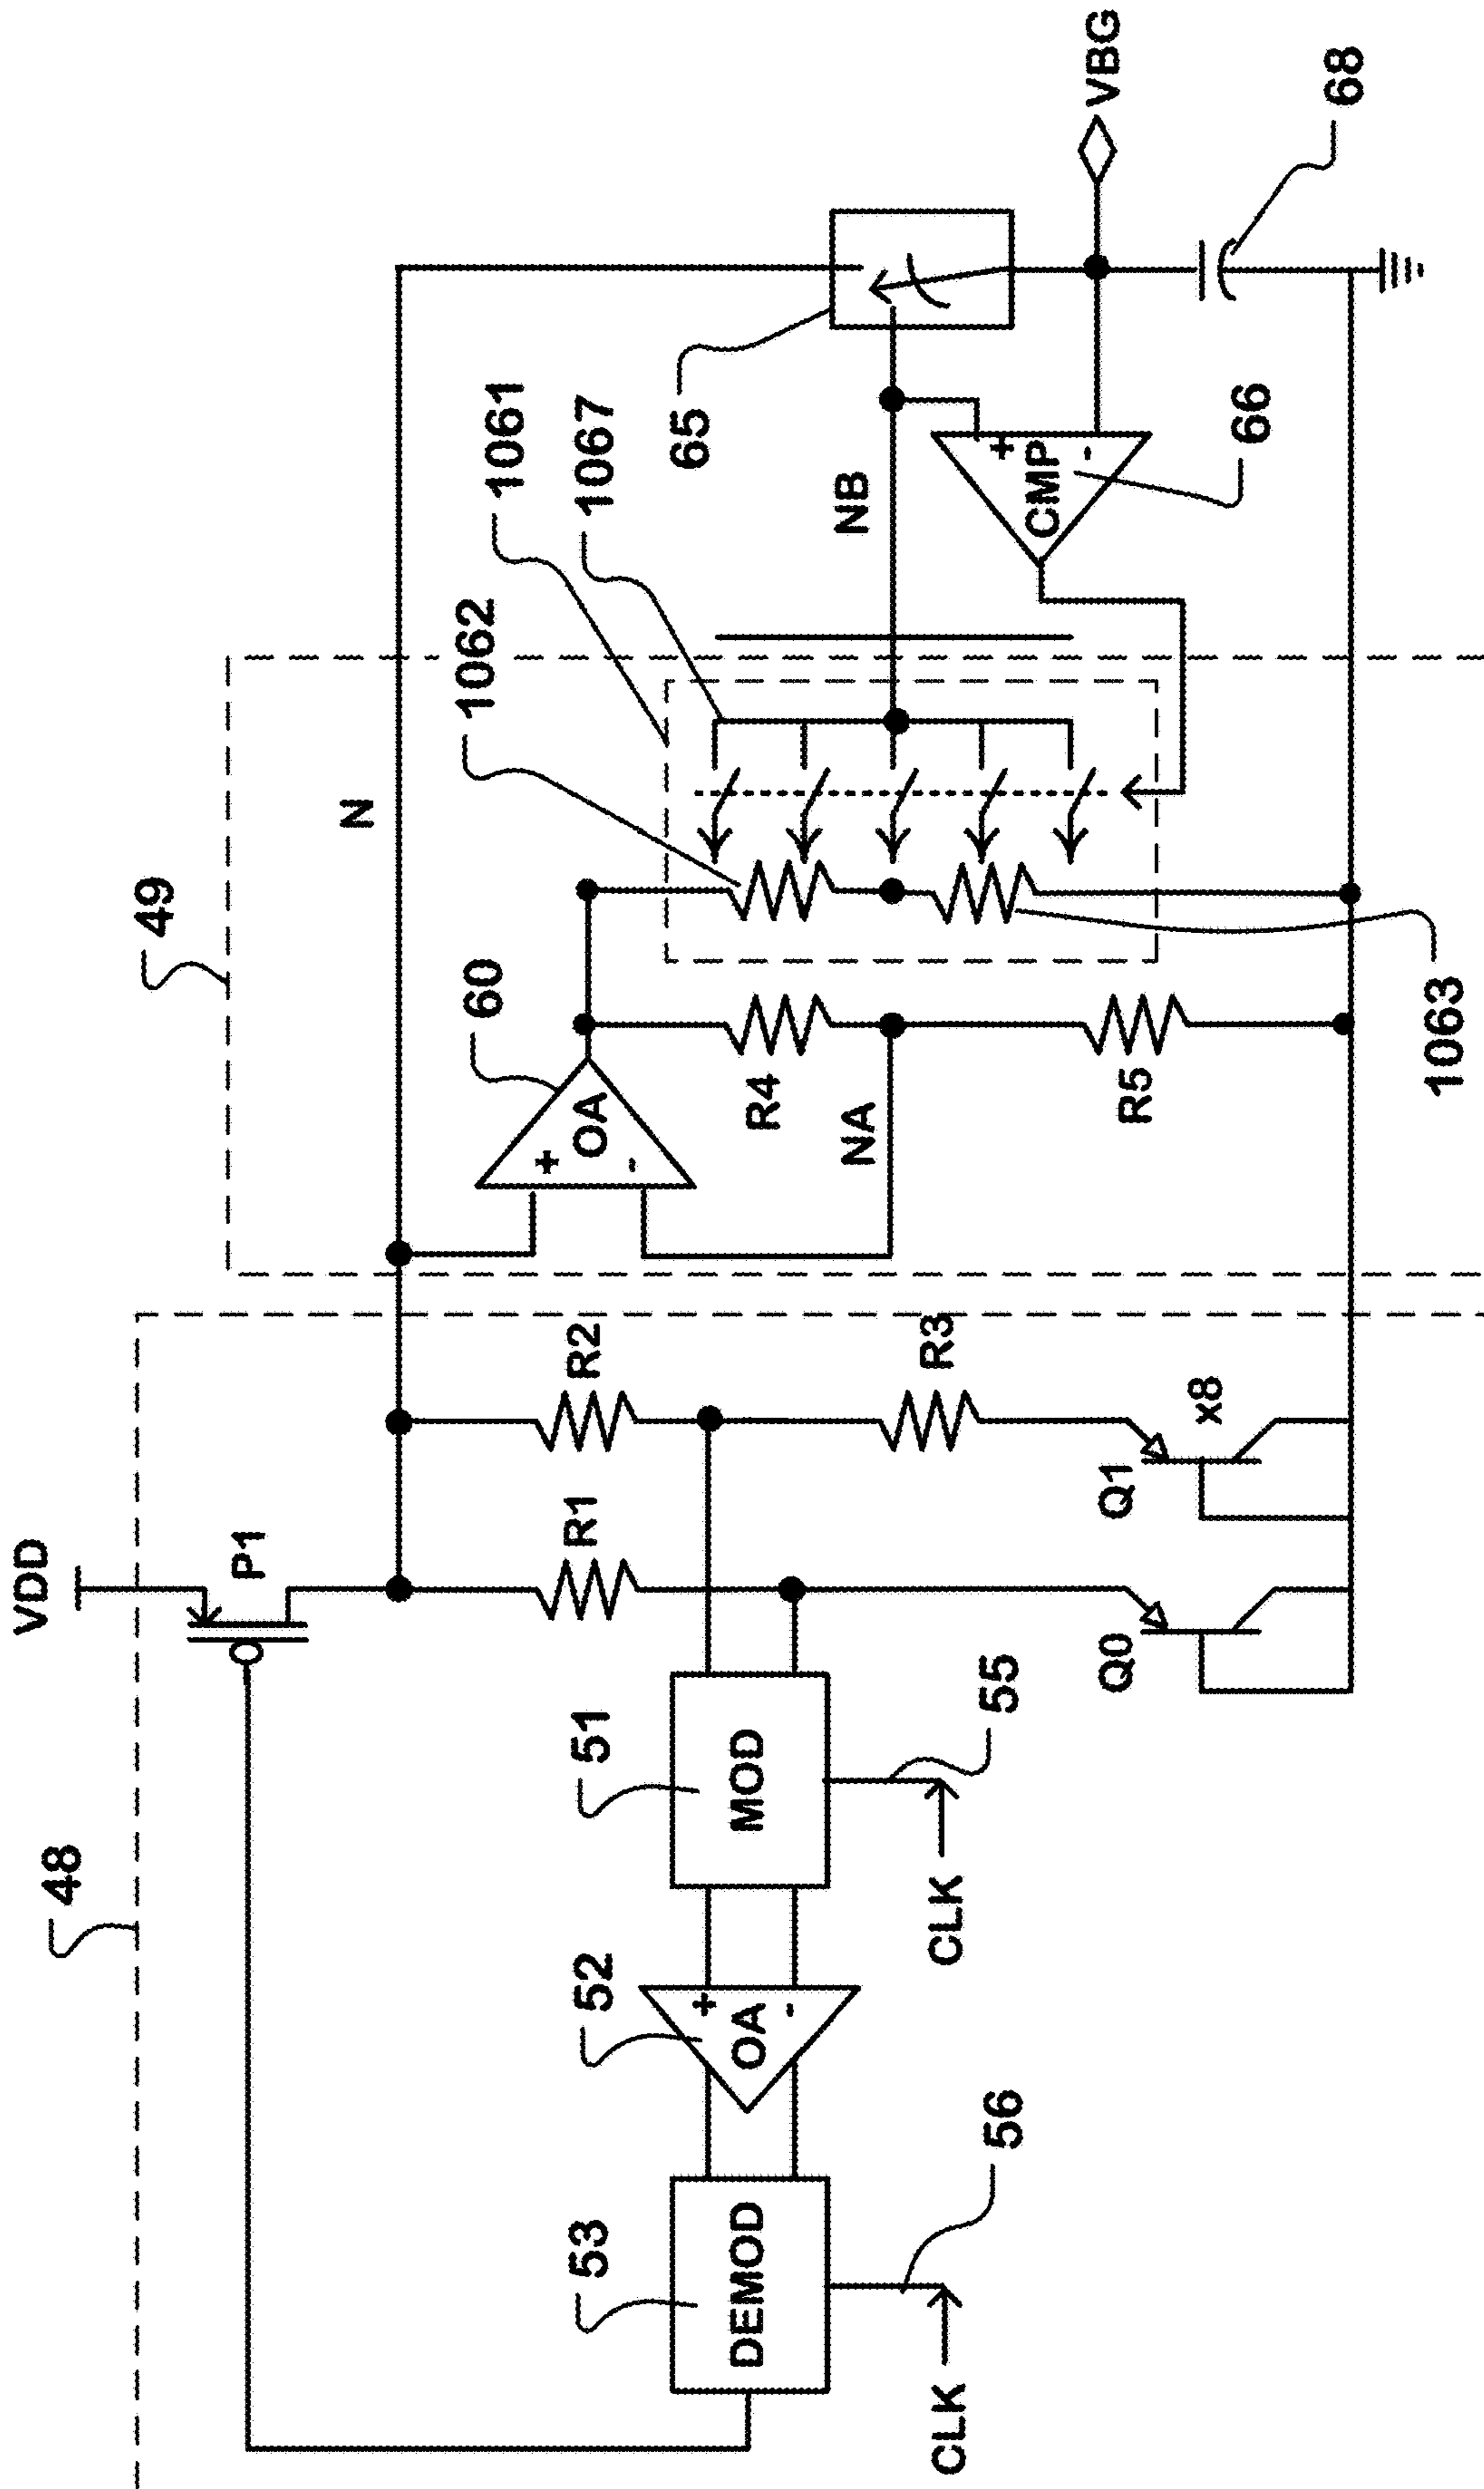 48
VDD
P1
53
DEMOD
CLK
56
52
OA
+
-
51
MOD
CLK
55
R1
R2
R3
Q0
Q1
x8
49
N
60
OA
+
-
R4
NA
R5
1062
1061
1067
1063
NB
65
CMP
+
-
66
VBG
68